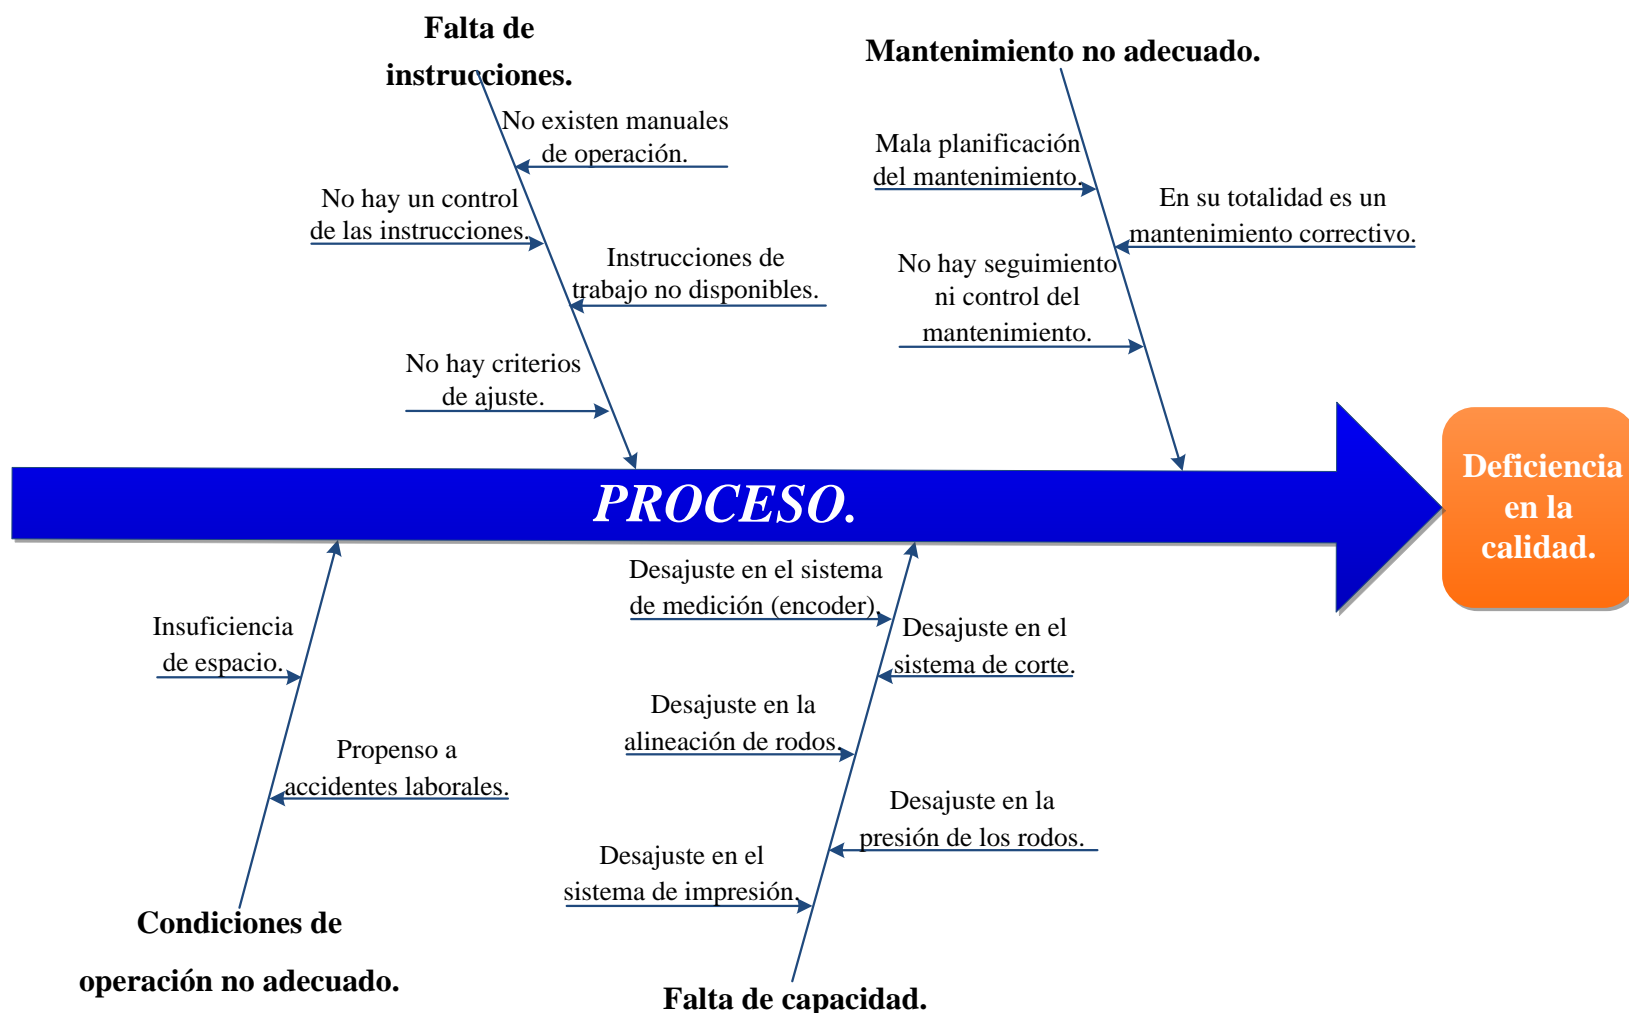 Falta de
instrucciones.
Mantenimiento no adecuado.
No existen manuales
de operación.
No hay un control
de las instrucciones.
Instrucciones de
trabajo no disponibles.
No hay criterios
de ajuste.
Mala planificación
del mantenimiento.
En su totalidad es un
mantenimiento correctivo.
No hay seguimiento
ni control del
mantenimiento.
PROCESO.
Deficiencia
en la
calidad.
Insuficiencia
de espacio.
Propenso a
accidentes laborales.
Condiciones de
operación no adecuado.
Desajuste en el sistema
de medición (encoder).
Desajuste en el
sistema de corte.
Desajuste en la
alineación de rodos.
Desajuste en la
presión de los rodos.
Desajuste en el
sistema de impresión.
Falta de capacidad.